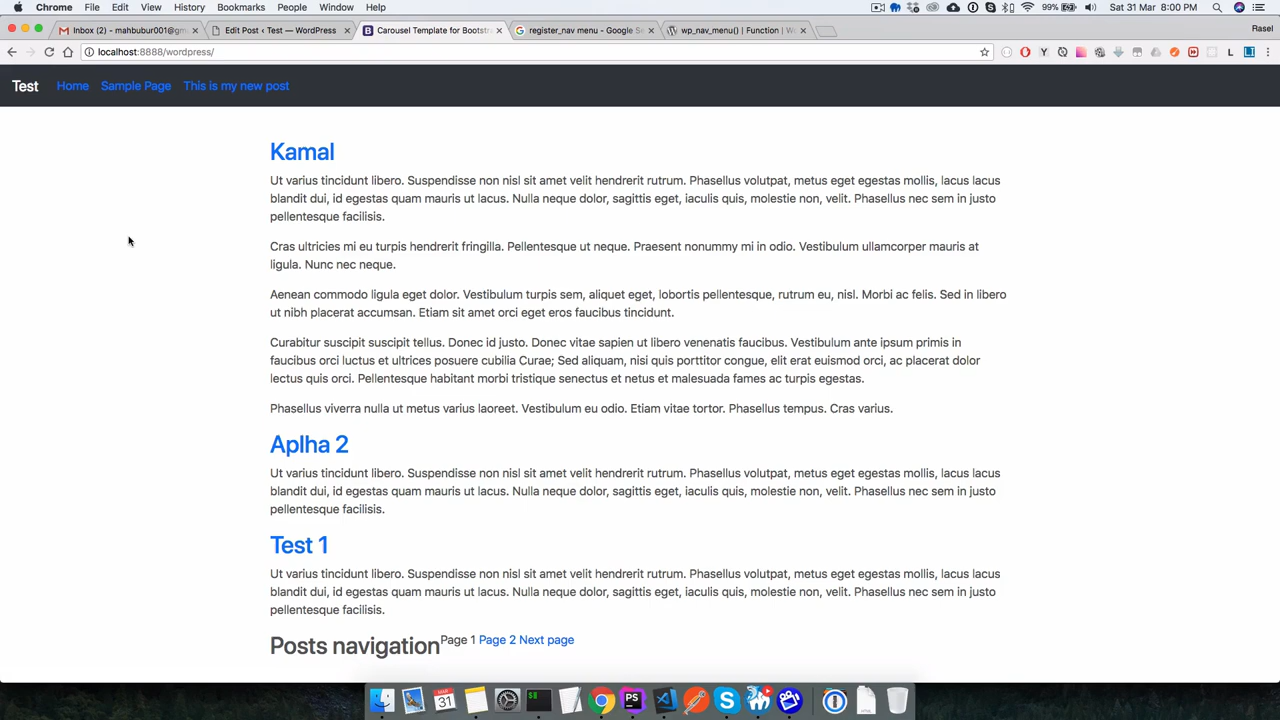 Chrome File Edit View History Bookmarks People Window Help 99% Sat 31 Mar 8:00 PM
Inbox (2) - mahbubur001@gm Edit Post ‹ Test — WordPress Carousel Template for Bootstr register_nav menu - Google Se wp_nav_menu() | Function | W Rasel
localhost:8888/wordpress/
Test Home Sample Page This is my new post
Kamal
Ut varius tincidunt libero. Suspendisse non nisl sit amet velit hendrerit rutrum. Phasellus volutpat, metus eget egestas mollis, lacus lacus
blandit dui, id egestas quam mauris ut lacus. Nulla neque dolor, sagittis eget, iaculis quis, molestie non, velit. Phasellus nec sem in justo
pellentesque facilisis.
Cras ultricies mi eu turpis hendrerit fringilla. Pellentesque ut neque. Praesent nonummy mi in odio. Vestibulum ullamcorper mauris at
ligula. Nunc nec neque.
Aenean commodo ligula eget dolor. Vestibulum turpis sem, aliquet eget, lobortis pellentesque, rutrum eu, nisl. Morbi ac felis. Sed in libero
ut nibh placerat accumsan. Etiam sit amet orci eget eros faucibus tincidunt.
Curabitur suscipit suscipit tellus. Donec id justo. Donec vitae sapien ut libero venenatis faucibus. Vestibulum ante ipsum primis in
faucibus orci luctus et ultrices posuere cubilia Curae; Sed aliquam, nisi quis porttitor congue, elit erat euismod orci, ac placerat dolor
lectus quis orci. Pellentesque habitant morbi tristique senectus et netus et malesuada fames ac turpis egestas.
Phasellus viverra nulla ut metus varius laoreet. Vestibulum eu odio. Etiam vitae tortor. Phasellus tempus. Cras varius.
Aplha 2
Ut varius tincidunt libero. Suspendisse non nisl sit amet velit hendrerit rutrum. Phasellus volutpat, metus eget egestas mollis, lacus lacus
blandit dui, id egestas quam mauris ut lacus. Nulla neque dolor, sagittis eget, iaculis quis, molestie non, velit. Phasellus nec sem in justo
pellentesque facilisis.
Test 1
Ut varius tincidunt libero. Suspendisse non nisl sit amet velit hendrerit rutrum. Phasellus volutpat, metus eget egestas mollis, lacus lacus
blandit dui, id egestas quam mauris ut lacus. Nulla neque dolor, sagittis eget, iaculis quis, molestie non, velit. Phasellus nec sem in justo
pellentesque facilisis.
Posts navigation Page 1 Page 2 Next page
MAR
31
PS